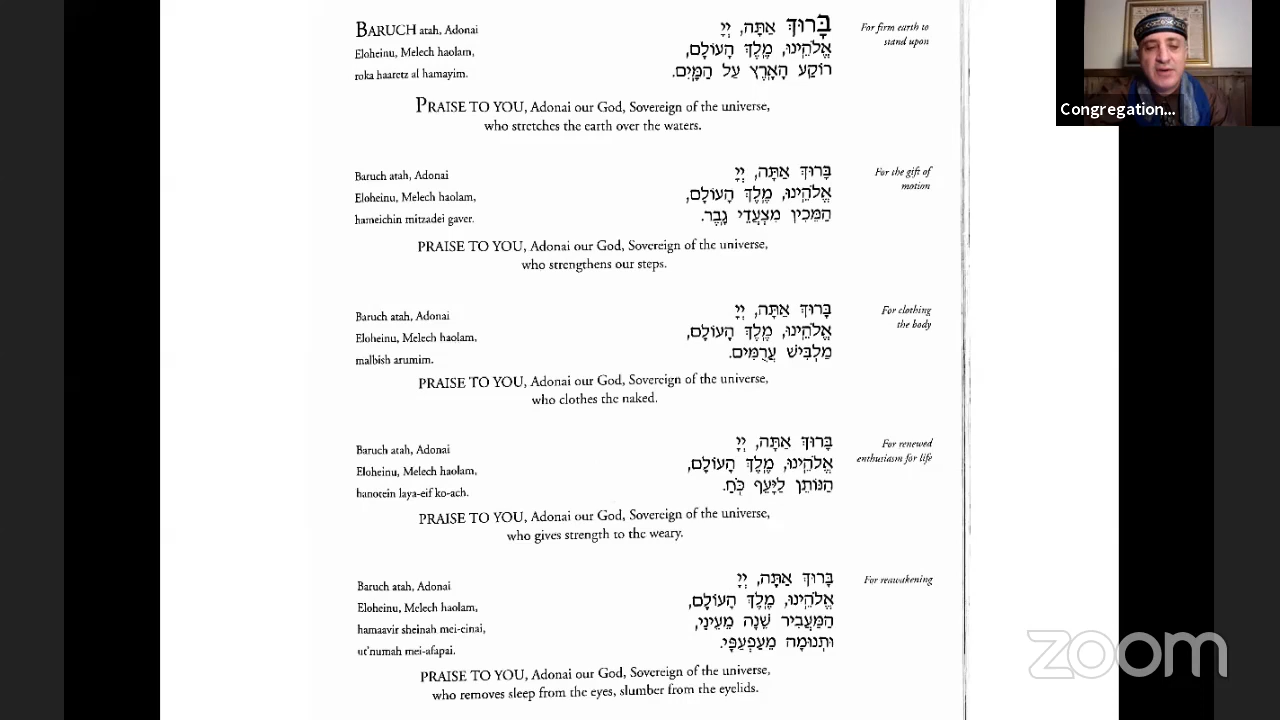 BARUCH atah, Adonai
Eloheinu, Melech haolam,
roka haaretz al hamayim.
בָּרוּךְ אַתָּה, יְיָ
אֱלֹהֵינוּ, מֶלֶךְ הָעוֹלָם,
רוֹקַע הָאָרֶץ עַל הַמָּיִם.
For firm earth to
stand upon
PRAISE TO YOU, Adonai our God, Sovereign of the universe,
who stretches the earth over the waters.
Baruch atah, Adonai
Eloheinu, Melech haolam,
hameichin mitzadei gaver.
בָּרוּךְ אַתָּה, יְיָ
אֱלֹהֵינוּ, מֶלֶךְ הָעוֹלָם,
הַמֵּכִין מִצְעֲדֵי גָבֶר.
For the gift of
motion
PRAISE TO YOU, Adonai our God, Sovereign of the universe,
who strengthens our steps.
Baruch atah, Adonai
Eloheinu, Melech haolam,
malbish arumim.
בָּרוּךְ אַתָּה, יְיָ
אֱלֹהֵינוּ, מֶלֶךְ הָעוֹלָם,
מַלְבִּישׁ עֲרֻמִּים.
For clothing
the body
PRAISE TO YOU, Adonai our God, Sovereign of the universe,
who clothes the naked.
Baruch atah, Adonai
Eloheinu, Melech haolam,
hanotein laya-eif ko-ach.
בָּרוּךְ אַתָּה, יְיָ
אֱלֹהֵינוּ, מֶלֶךְ הָעוֹלָם,
הַנּוֹתֵן לַיָּעֵף כֹּחַ.
For renewed
enthusiasm for life
PRAISE TO YOU, Adonai our God, Sovereign of the universe,
who gives strength to the weary.
Baruch atah, Adonai
Eloheinu, Melech haolam,
hamaavir sheinah mei-einai,
ut'numah mei-afapai.
בָּרוּךְ אַתָּה, יְיָ
אֱלֹהֵינוּ, מֶלֶךְ הָעוֹלָם,
הַמַּעֲבִיר שֵׁנָה מֵעֵינַי,
וּתְנוּמָה מֵעַפְעַפָּי.
For reawakening
PRAISE TO YOU, Adonai our God, Sovereign of the universe,
who removes sleep from the eyes, slumber from the eyelids.
Congregation...
zoom